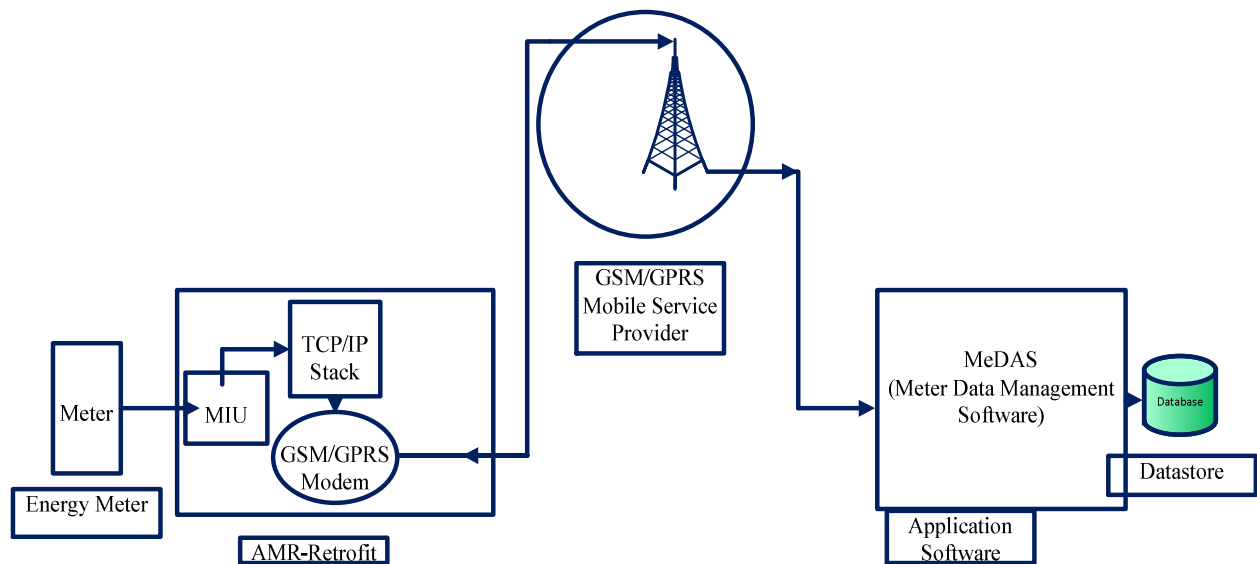 Meter
Energy Meter
MIU
TCP/IP
Stack
GSM/GPRS
Modem
AMR-Retrofit
GSM/GPRS
Mobile Service
Provider
MeDAS
(Meter Data Management
Software)
Application
Software
Database
Datastore